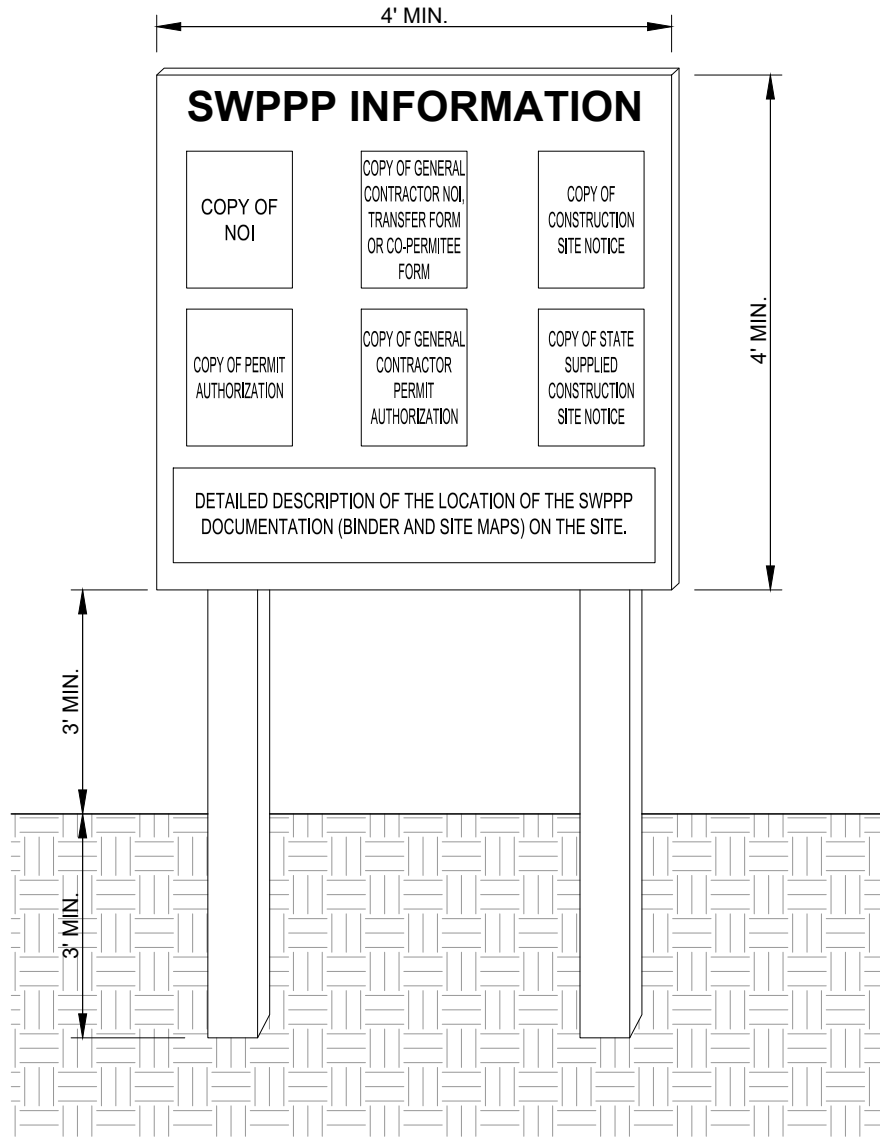 4' MIN.
SWPPP INFORMATION
COPY OF
NOI
COPY OF GENERAL
CONTRACTOR NOI,
TRANSFER FORM
OR CO-PERMITEE
FORM
COPY OF
CONSTRUCTION
SITE NOTICE
COPY OF PERMIT
AUTHORIZATION
COPY OF GENERAL
CONTRACTOR
PERMIT
AUTHORIZATION
COPY OF STATE
SUPPLIED
CONSTRUCTION
SITE NOTICE
4' MIN.
DETAILED DESCRIPTION OF THE LOCATION OF THE SWPPP
DOCUMENTATION (BINDER AND SITE MAPS) ON THE SITE.
3' MIN.
3' MIN.